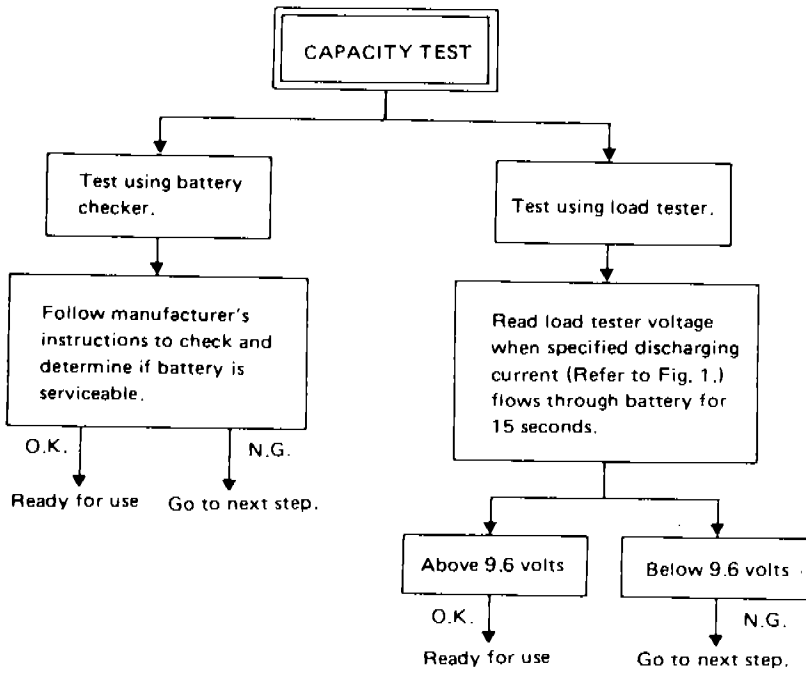 CAPACITY TEST
Test using battery
checker.
Follow manufacturer's
instructions to check and
determine if battery is
serviceable.
O.K.
N.G.
Ready for use
Go to next step.
Test using load tester.
Read load tester voltage
when specified discharging
current (Refer to Fig. 1.)
flows through battery for
15 seconds.
Above 9.6 volts
Below 9.6 volts
O.K.
N.G.
Ready for use
Go to next step.